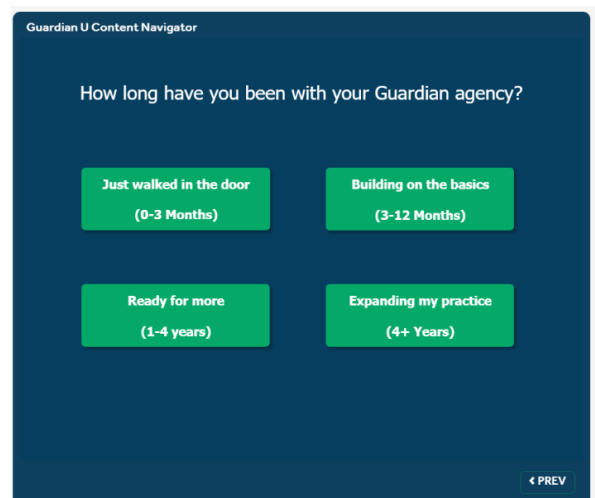 Guardian U Content Navigator
How long have you been with your Guardian agency?
Just walked in the door
(0-3 Months)
Building on the basics
(3-12 Months)
Ready for more
(1-4 years)
Expanding my practice
(4+ Years)
< PREV